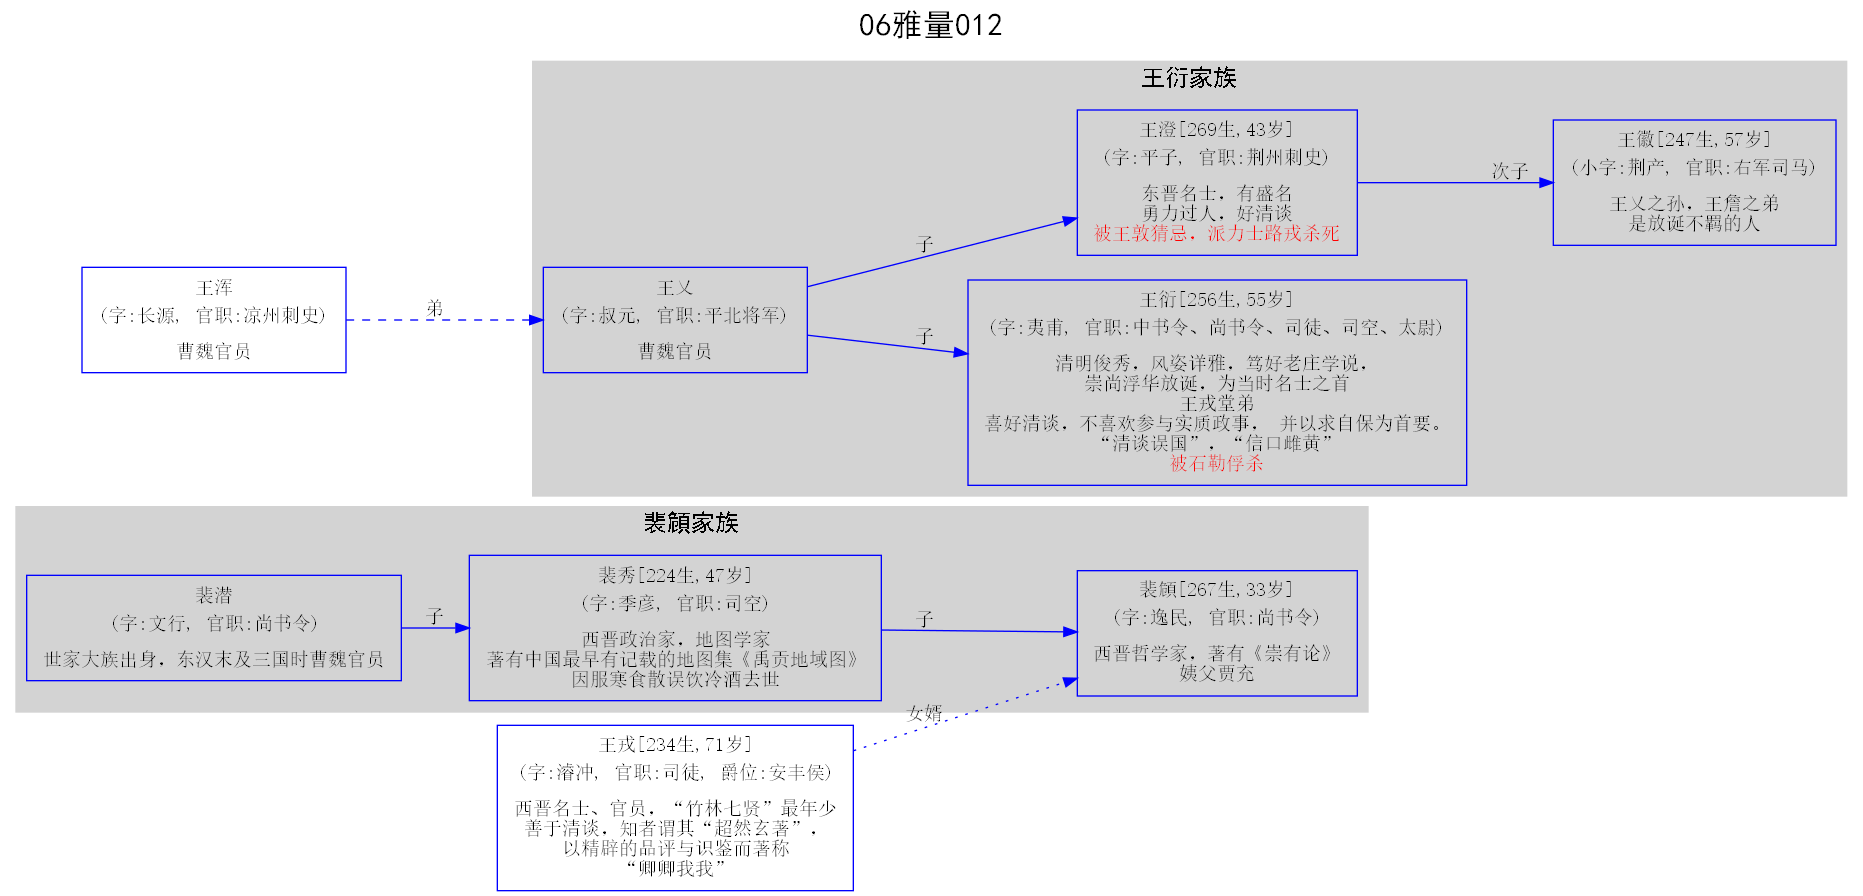 06雅量012
王衍家族
王澄[269生,43岁]
(字:平子, 官职:荆州刺史)
东晋名士，有盛名
勇力过人，好清谈
被王敦猜忌，派力士路戎杀死
次子
王徽[247生,57岁]
(小字:荆产, 官职:右军司马)
王乂之孙，王詹之弟
是放诞不羁的人
子
王浑
(字:长源, 官职:凉州刺史)
曹魏官员
弟
王乂
(字:叔元, 官职:平北将军)
曹魏官员
子
王衍[256生,55岁]
(字:夷甫, 官职:中书令、尚书令、司徒、司空、太尉)
清明俊秀，风姿详雅，笃好老庄学说，
崇尚浮华放诞，为当时名士之首
王戎堂弟
喜好清谈，不喜欢参与实质政事， 并以求自保为首要。
“清谈误国”，“信口雌黄”
被石勒俘杀
裴頠家族
裴潜
(字:文行, 官职:尚书令)
世家大族出身，东汉末及三国时曹魏官员
子
裴秀[224生,47岁]
(字:季彦, 官职:司空)
西晋政治家，地图学家
著有中国最早有记载的地图集《禹贡地域图》
因服寒食散误饮冷酒去世
子
裴頠[267生,33岁]
(字:逸民, 官职:尚书令)
西晋哲学家，著有《崇有论》
姨父贾充
女婿
王戎[234生,71岁]
(字:濬冲, 官职:司徒, 爵位:安丰侯)
西晋名士、官员，“竹林七贤”最年少
善于清谈，知者谓其“超然玄著”，
以精辟的品评与识鉴而著称
“卿卿我我”